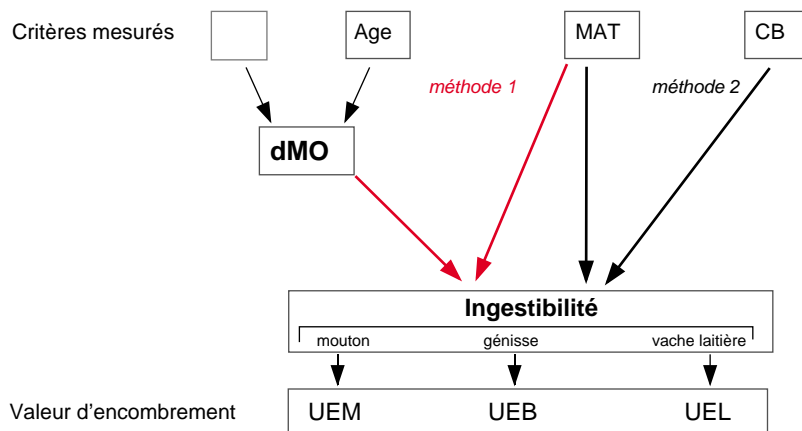 Critères mesurés Age MAT CB
méthode 1 méthode 2
dMO
Ingestibilité
mouton génisse vache laitière
Valeur d'encombrement UEM UEB UEL